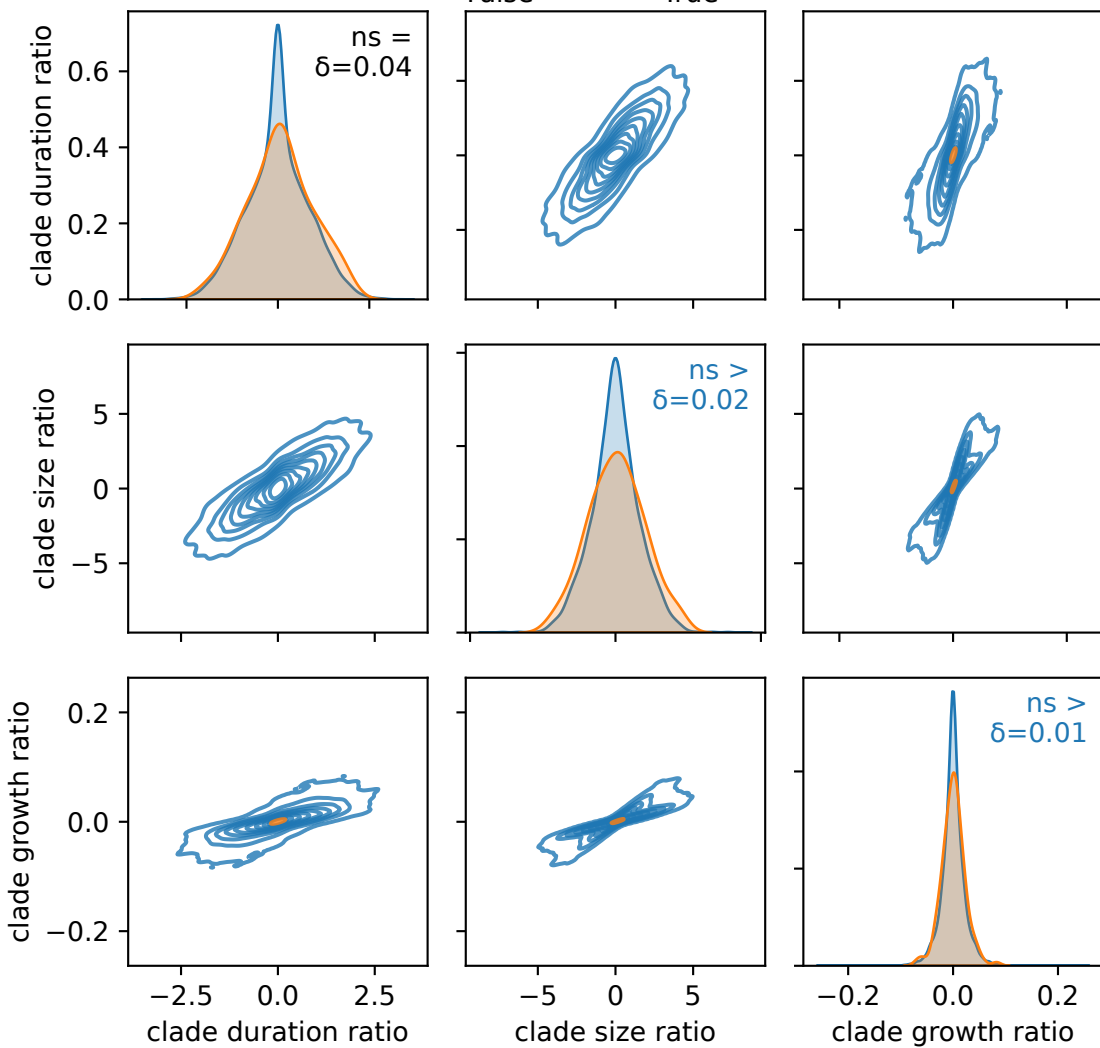 clade duration ratio
0.6
0.4
0.2
0.0
ns =
δ=0.04
clade size ratio
5
0
−5
ns >
δ=0.02
clade growth ratio
0.2
0.0
−0.2
ns >
δ=0.01
−2.5 0.0 2.5
−5 0 5
−0.2 0.0 0.2
clade duration ratio
clade size ratio
clade growth ratio